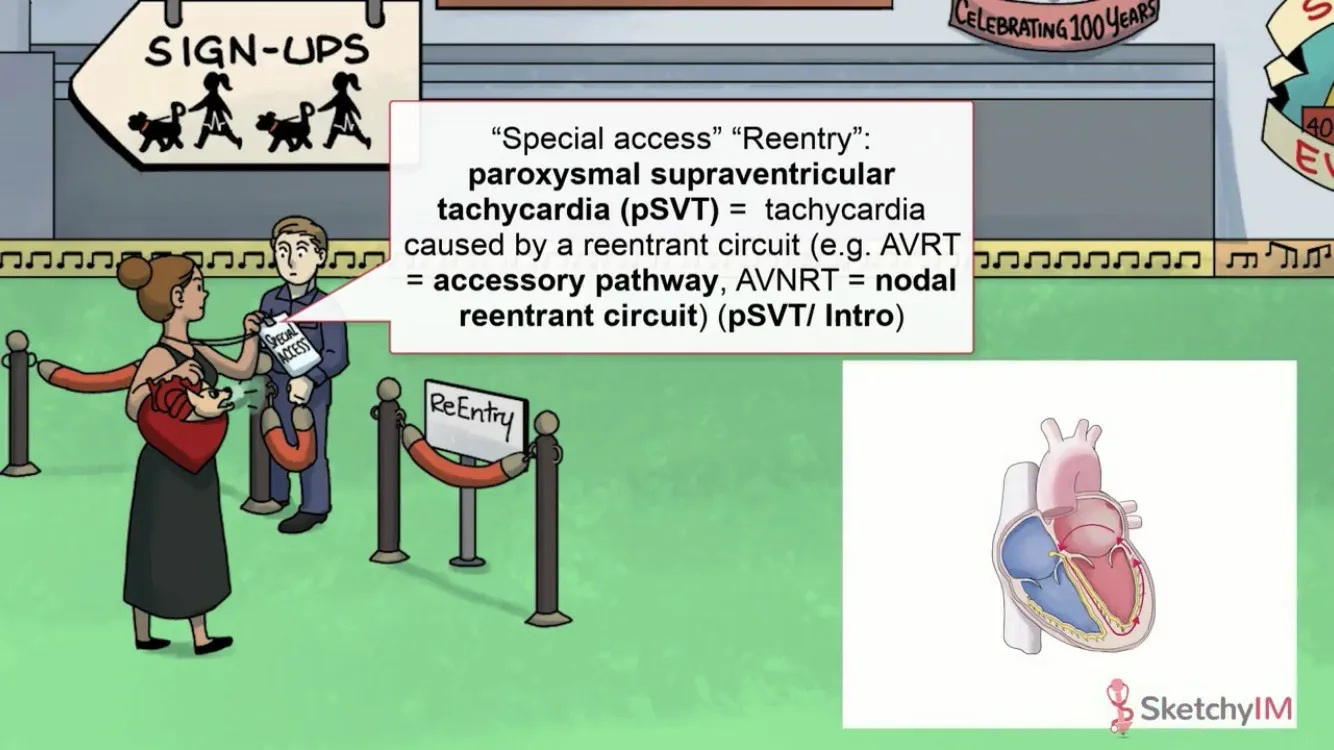 SIGN-UPS
CELEBRATING 100 YEARS
40
“Special access” “Reentry”:
paroxysmal supraventricular
tachycardia (pSVT) = tachycardia
caused by a reentrant circuit (e.g. AVRT
= accessory pathway, AVNRT = nodal
reentrant circuit) (pSVT/ Intro)
SPECIAL
ACCESS
ReEntry
SketchyIM